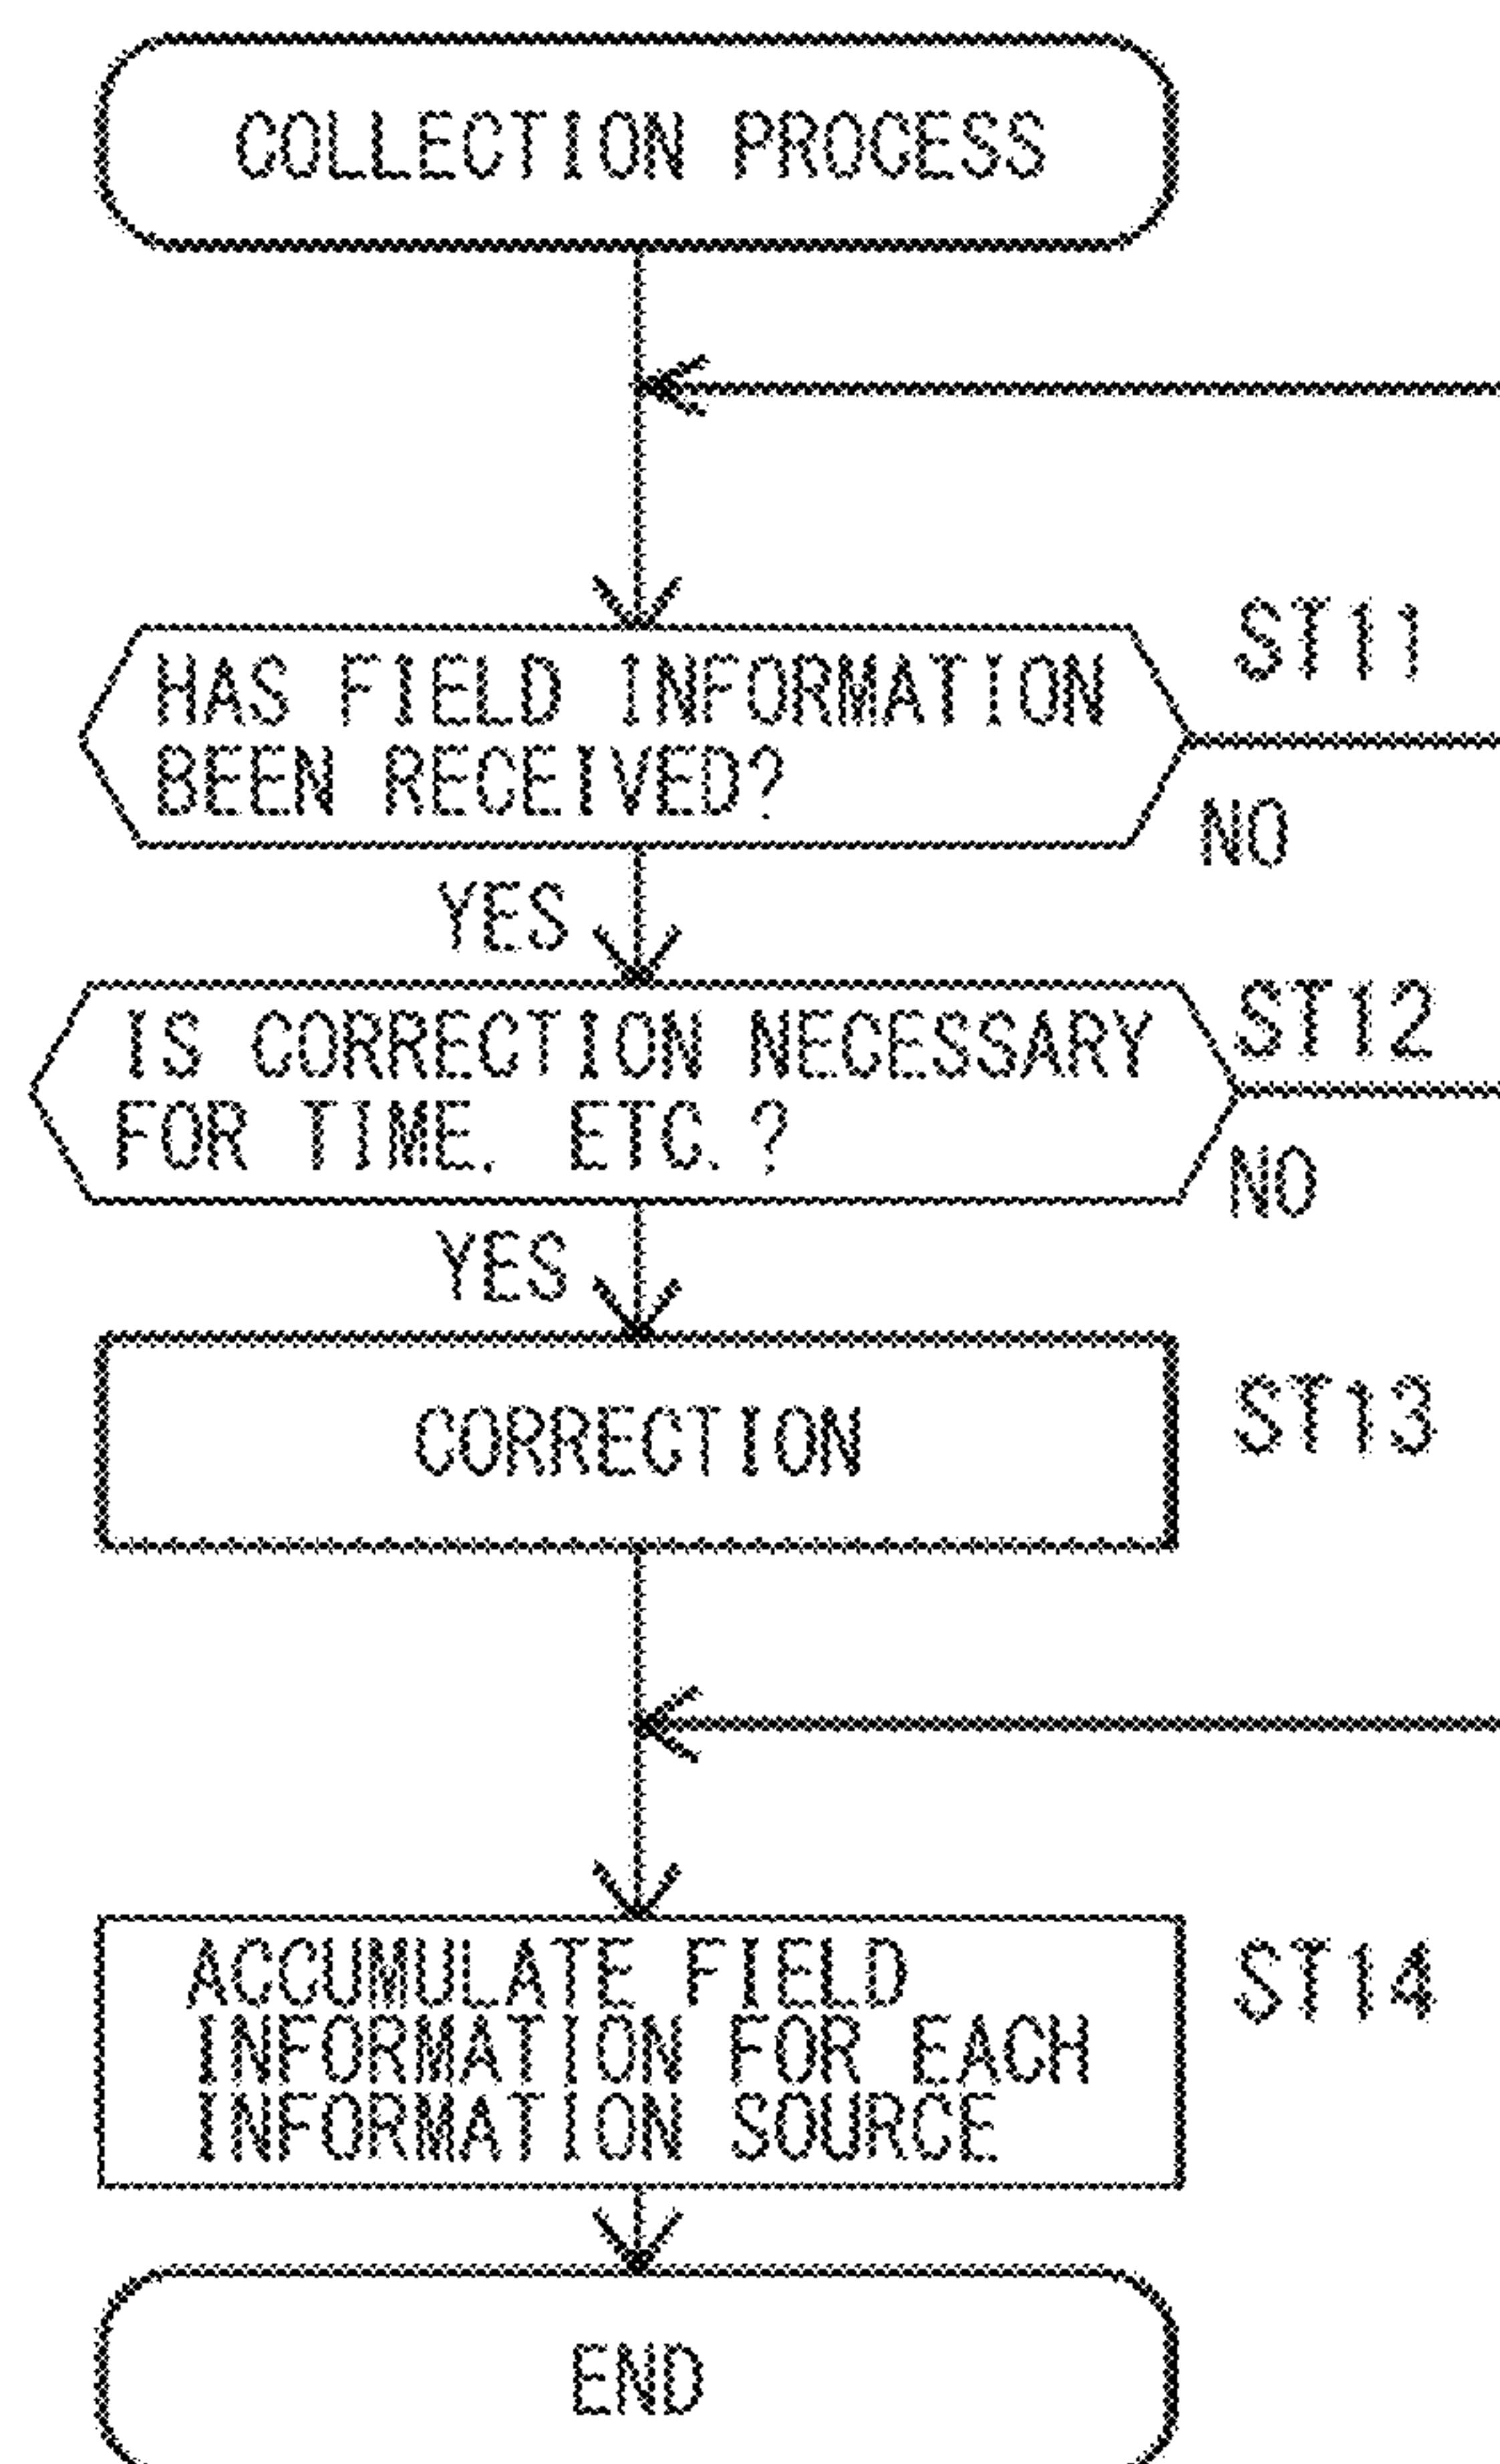 COLLECTION PROCESS
HAS FIELD INFORMATION
BEEN RECEIVED?
ST11
NO
YES
IS CORRECTION NECESSARY
FOR TIME. ETC.?
ST12
NO
YES
CORRECTION
ST13
ACCUMULATE FIELD
INFORMATION FOR EACH
INFORMATION SOURCE
ST14
END